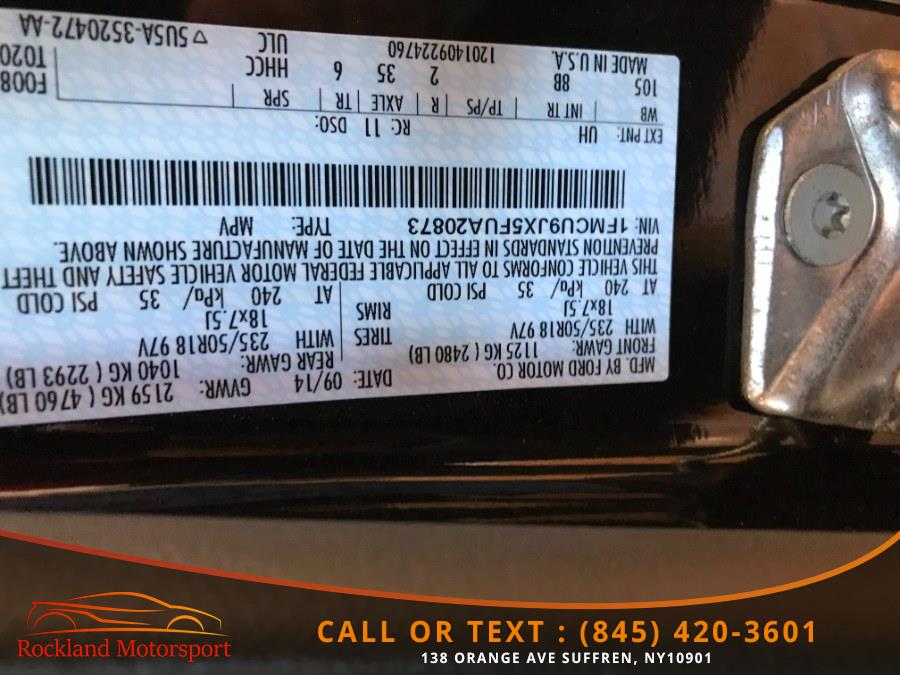 MFD. BY FORD MOTOR CO.
DATE: 09/14 GVWR: 2159 KG ( 4760 LB)
FRONT GAWR: 1125 KG ( 2480 LB) REAR GAWR: 1040 KG ( 2293 LB)
WITH 235/50R18 97V TIRES WITH 235/50R18 97V
18x7.5J RIMS 18x7.5J
AT 240 kPa/ 35 PSI COLD AT 240 kPa/ 35 PSI COLD
THIS VEHICLE CONFORMS TO ALL APPLICABLE FEDERAL MOTOR VEHICLE SAFETY AND THEFT
PREVENTION STANDARDS IN EFFECT ON THE DATE OF MANUFACTURE SHOWN ABOVE.
VIN: 1FMCU9JX5FUA20873 TYPE: MPV
EXT PNT: UH RC: 11 DSO:
WB | INT TR | TP/PS | R | AXLE | TR | SPR
105 8B 2 35 6 HHCC F008
MADE IN U.S.A. 1201409224760 ULC T020
5U5A-3520472-AA
Rockland Motorsport
CALL OR TEXT : (845) 420-3601
138 ORANGE AVE SUFFREN, NY10901